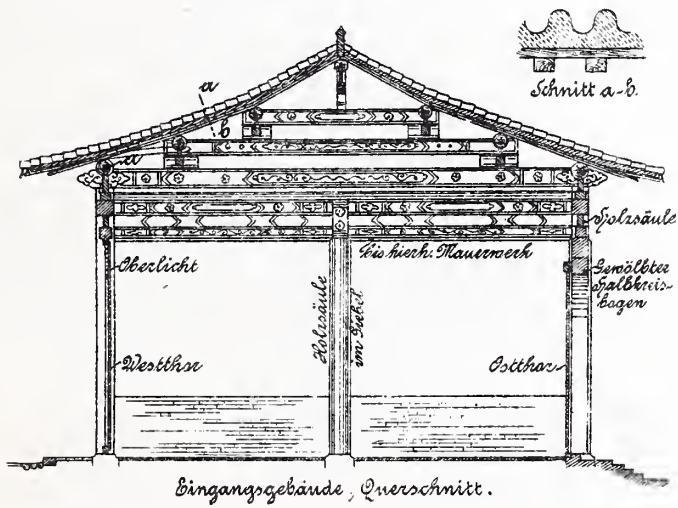 Schnitt a-b.
a
b
a
Holzsäule
Oberlicht
Bis hierh. Mauerwerk
Gewölbter
Halbkreis-
bogen
Holzsäule
im Giebel.
Westthor
Ostthor
Eingangsgebäude, Querschnitt.